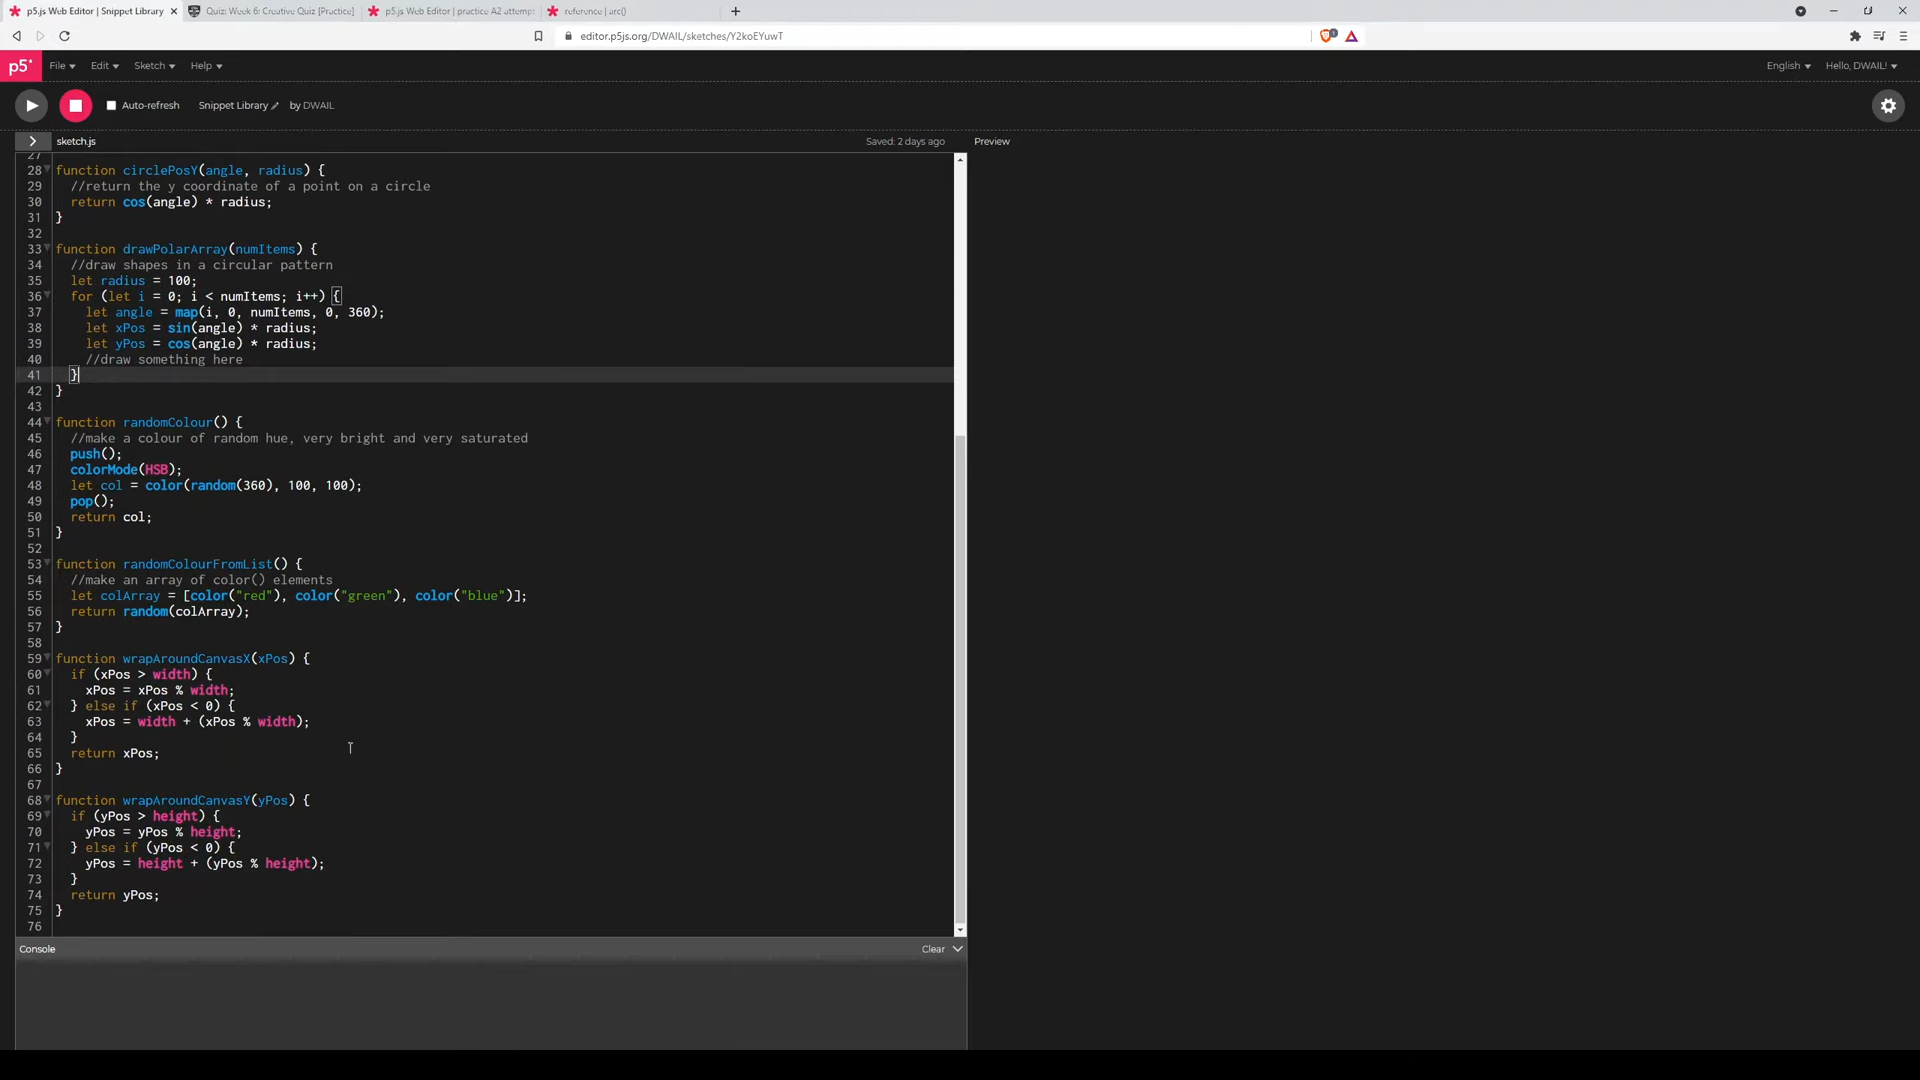 p5.js Web Editor | Snippet Library
Quiz: Week 6: Creative Quiz [Practice]
p5.js Web Editor | practice A2 attemp
reference | arc()
editor.p5js.org/DWAIL/sketches/Y2koEYuwT
p5* File Edit Sketch Help English Hello, DWAIL!
Auto-refresh Snippet Library by DWAIL
sketch.js Saved: 2 days ago Preview
27
28 function circlePosY(angle, radius) {
29 //return the y coordinate of a point on a circle
30 return cos(angle) * radius;
31 }
32
33 function drawPolarArray(numItems) {
34 //draw shapes in a circular pattern
35 let radius = 100;
36 for (let i = 0; i < numItems; i++) {
37 let angle = map(i, 0, numItems, 0, 360);
38 let xPos = sin(angle) * radius;
39 let yPos = cos(angle) * radius;
40 //draw something here
41 }
42 }
43
44 function randomColour() {
45 //make a colour of random hue, very bright and very saturated
46 push();
47 colorMode(HSB);
48 let col = color(random(360), 100, 100);
49 pop();
50 return col;
51 }
52
53 function randomColourFromList() {
54 //make an array of color() elements
55 let colArray = [color("red"), color("green"), color("blue")];
56 return random(colArray);
57 }
58
59 function wrapAroundCanvasX(xPos) {
60 if (xPos > width) {
61 xPos = xPos % width;
62 } else if (xPos < 0) {
63 xPos = width + (xPos % width);
64 }
65 return xPos;
66 }
67
68 function wrapAroundCanvasY(yPos) {
69 if (yPos > height) {
70 yPos = yPos % height;
71 } else if (yPos < 0) {
72 yPos = height + (yPos % height);
73 }
74 return yPos;
75 }
76
Console Clear